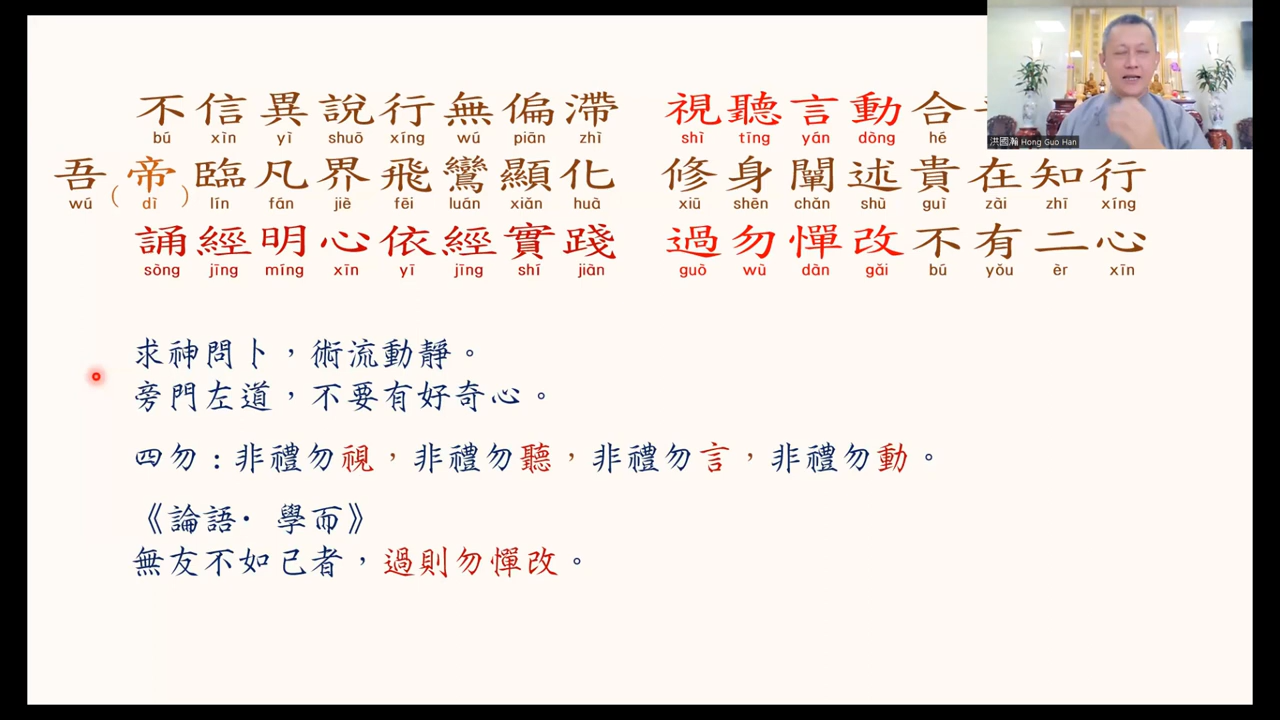 不信異說行無偏滯 視聽言動合
bú xìn yì shuō xíng wú piān zhì shì tīng yán dòng hé
吾(帝)臨凡界飛鸞顯化 修身闡述貴在知行
wú dì lín fán jiè fēi luán xiǎn huà xiū shēn chǎn shù guì zài zhī xíng
誦經明心依經實踐 過勿憚改不有二心
sòng jīng míng xīn yī jīng shí jiàn guò wù dàn gǎi bú yǒu èr xīn
求神問卜，術流動靜。
旁門左道，不要有好奇心。
四勿：非禮勿視，非禮勿聽，非禮勿言，非禮勿動。
《論語· 學而》
無友不如己者，過則勿憚改。
洪國瀚 Hong Guo Han